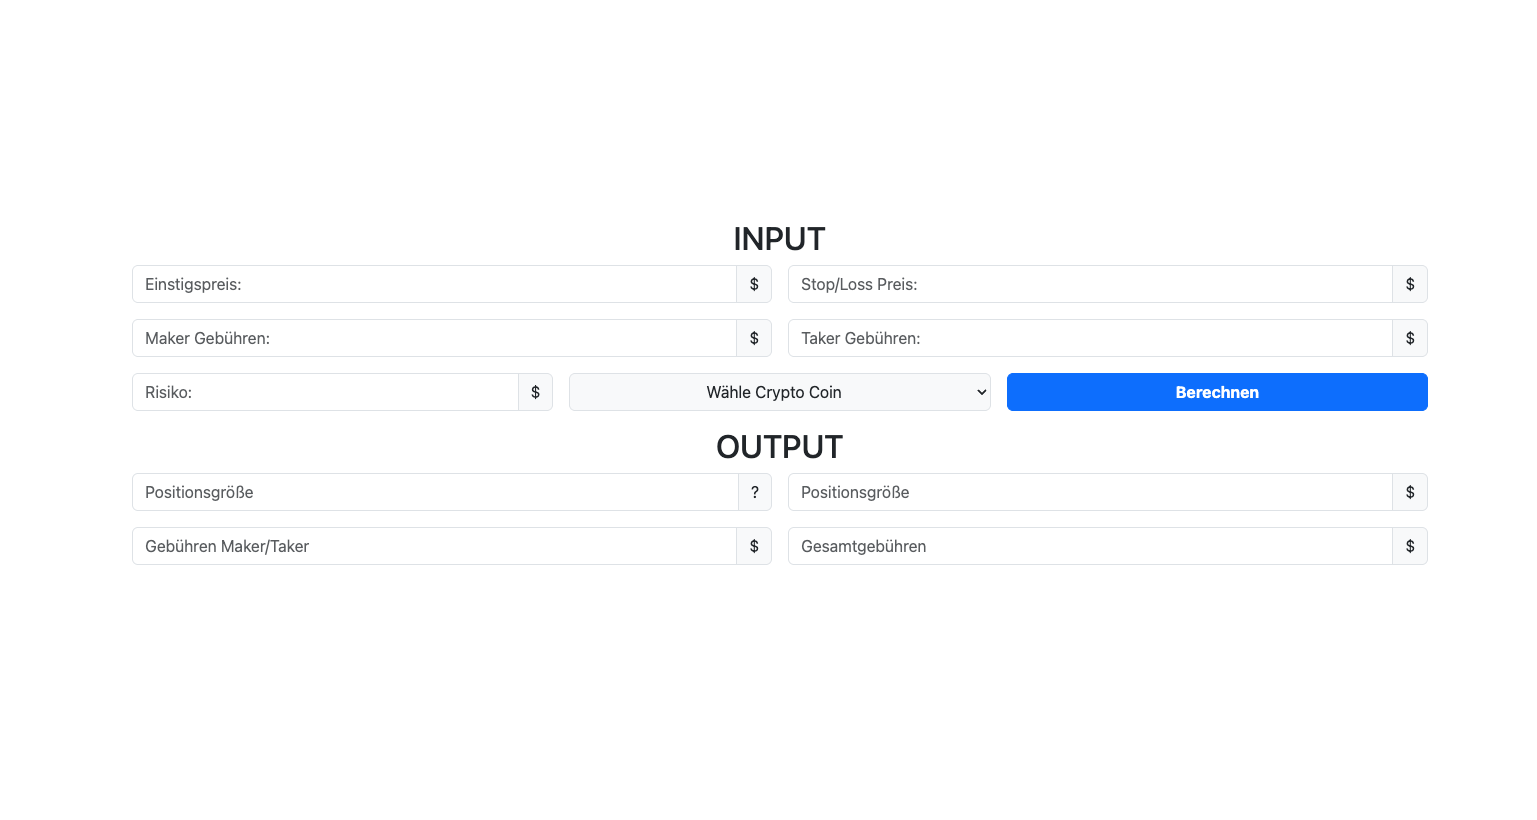 INPUT
Einstigspreis: $ Stop/Loss Preis: $
Maker Gebühren: $ Taker Gebühren: $
Risiko: $ Wähle Crypto Coin Berechnen
OUTPUT
Positionsgröße ? Positionsgröße $
Gebühren Maker/Taker $ Gesamtgebühren $